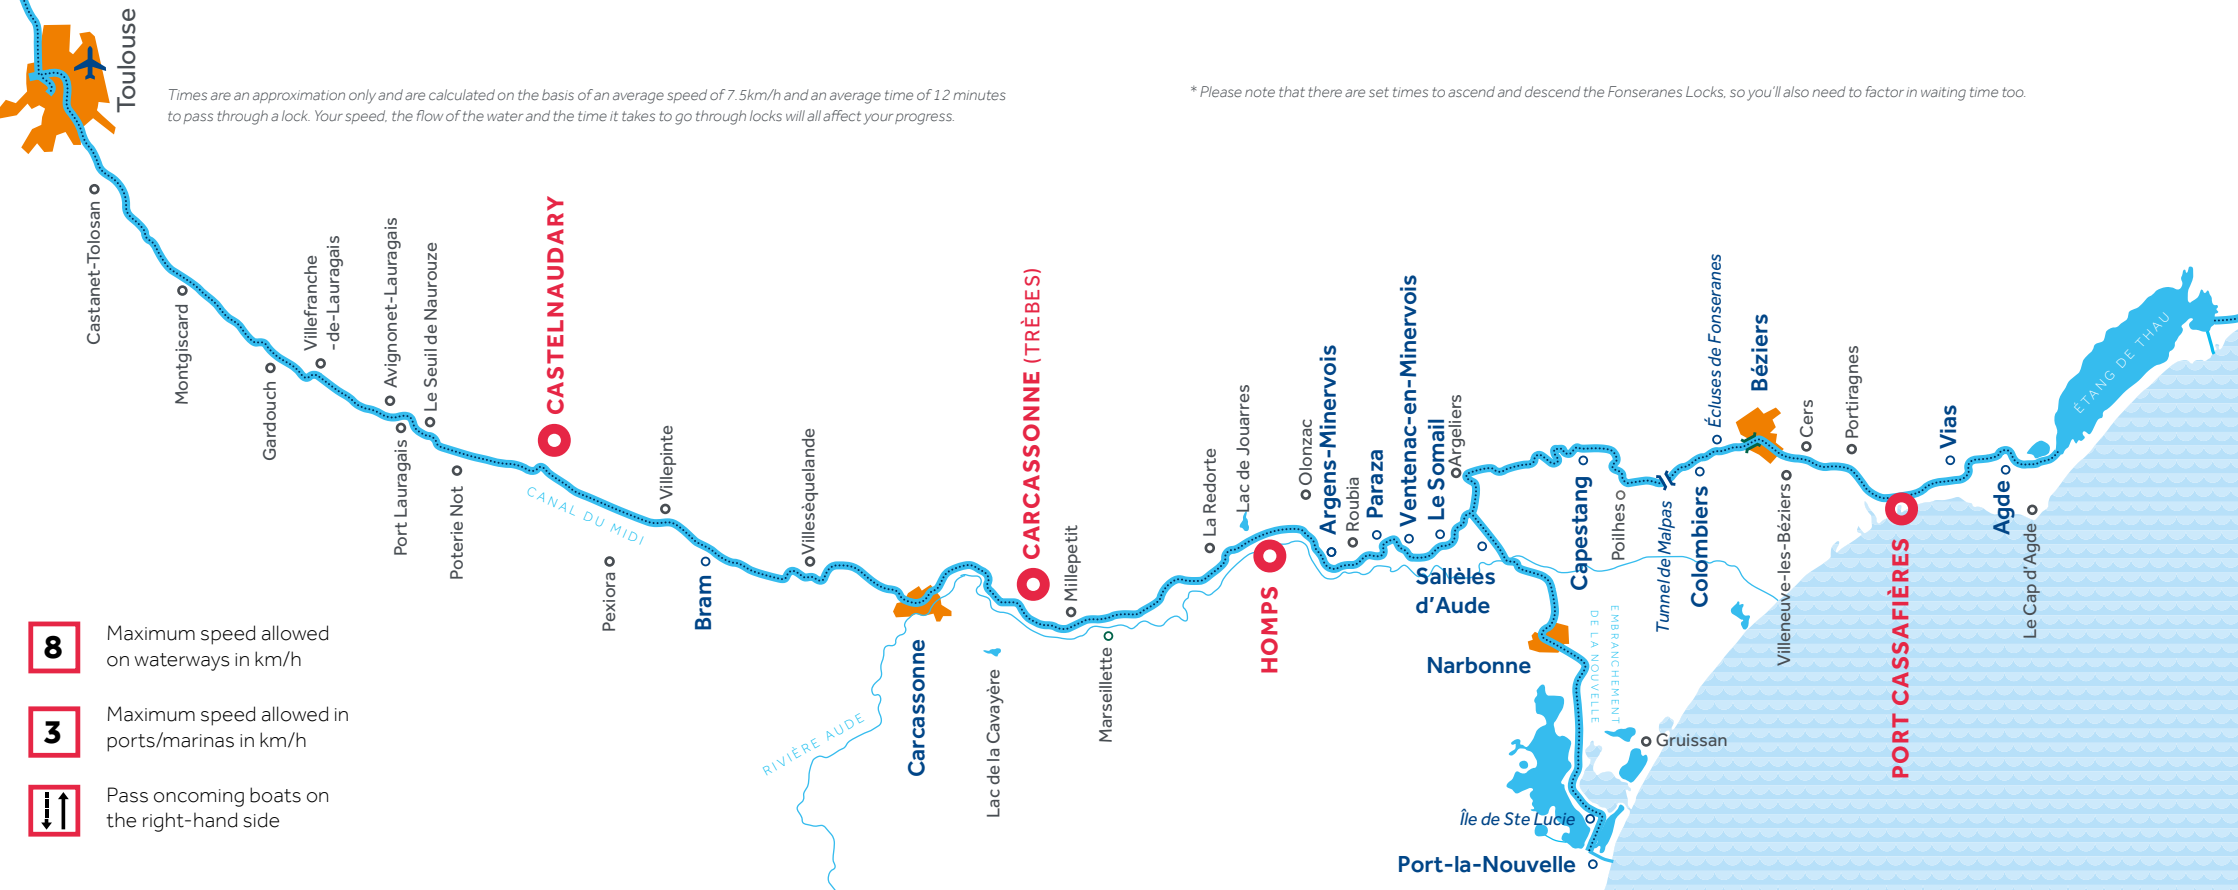 Toulouse
Times are an approximation only and are calculated on the basis of an average speed of 7.5km/h and an average time of 12 minutes
to pass through a lock. Your speed, the flow of the water and the time it takes to go through locks will all affect your progress.
* Please note that there are set times to ascend and descend the Fonseranes Locks, so you'll also need to factor in waiting time too.
Castanet-Tolosan
Montgiscard
Gardouch
Villefranche
-de-Lauragais
Avignonet-Lauragais
Port Lauragais
Le Seuil de Naurouze
Poterie Not
CASTELNAUDARY
CANAL DU MIDI
Pexiora
Villepinte
Bram
Villesèquelande
Carcassonne
RIVIÈRE AUDE
Lac de la Cavayère
CARCASSONNE (TRÈBES)
Millepetit
Marseillette
La Redorte
Lac de Jouarres
HOMPS
Olonzac
Argens-Minervois
Roubia
Paraza
Ventenac-en-Minervois
Le Somail
Argeliers
Sallèles
d'Aude
Narbonne
EMBRANCHEMENT
DE LA NOUVELLE
Gruissan
Île de Ste Lucie
Port-la-Nouvelle
Capestang
Poilhes
Tunnel de Malpas
Colombiers
Écluses de Fonseranes
Béziers
Villeneuve-les-Béziers
Cers
Portiragnes
PORT CASSAFIÈRES
Vias
Agde
Le Cap d'Agde
ÉTANG DE THAU
8
Maximum speed allowed
on waterways in km/h
3
Maximum speed allowed in
ports/marinas in km/h
Pass oncoming boats on
the right-hand side